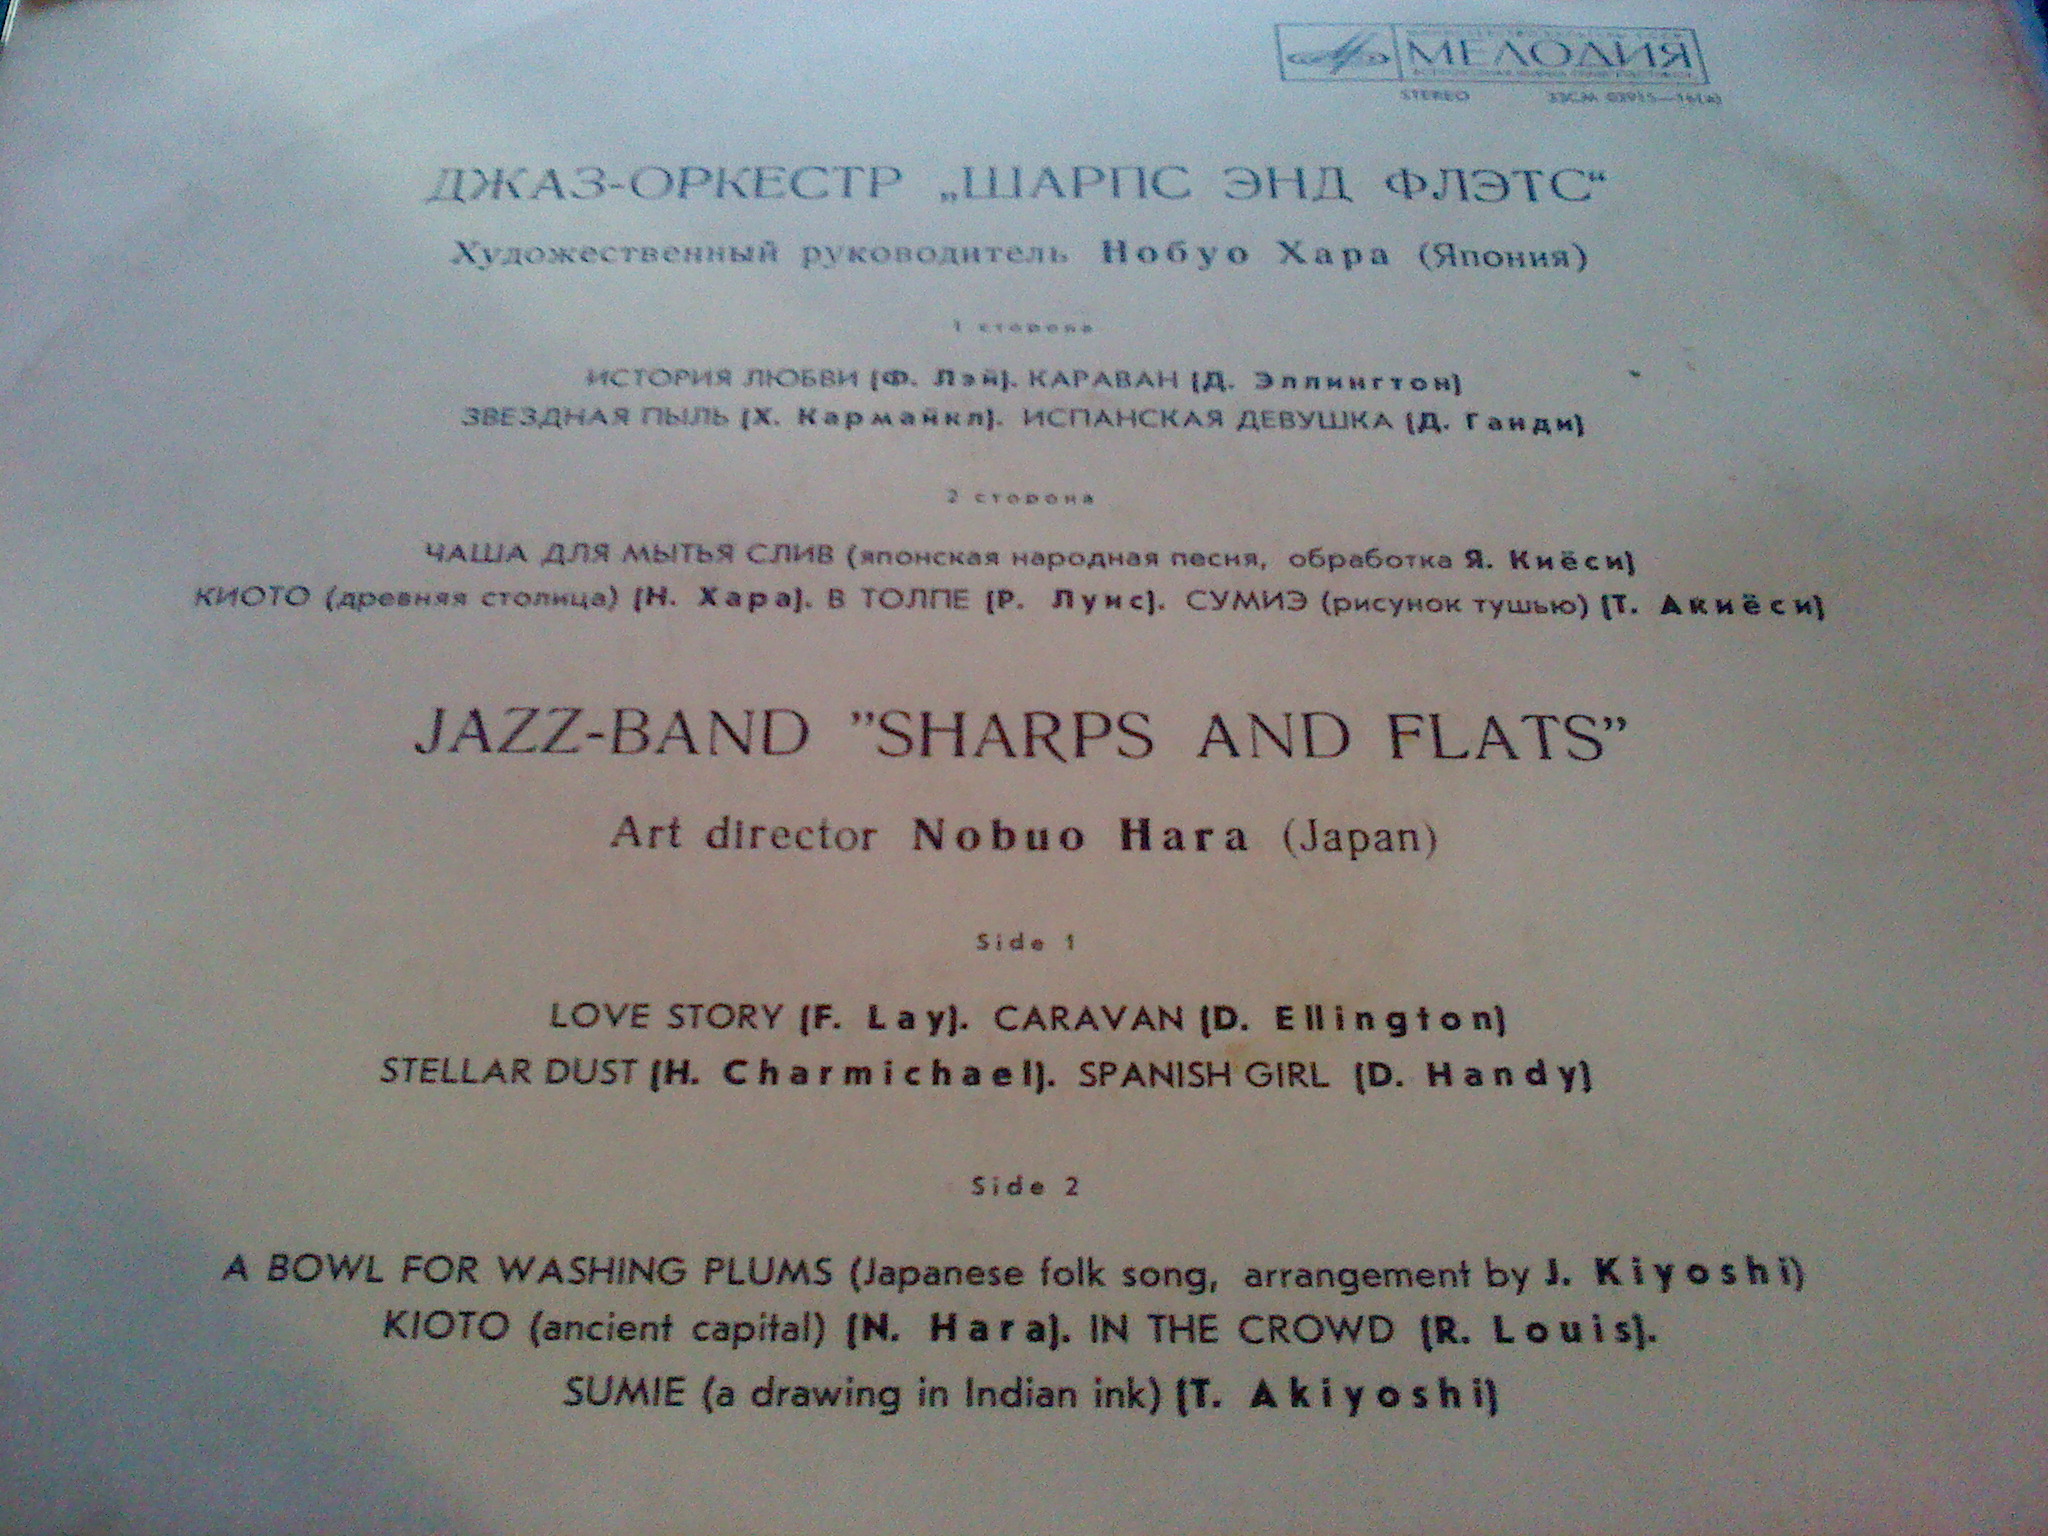 МЕЛОДИЯ
STEREO
ДЖАЗ-ОРКЕСТР „ШАРПС ЭНД ФЛЭТС“
Художественный руководитель Нобуо Хара (Япония)
1 сторона
ИСТОРИЯ ЛЮБВИ (Ф. Лэй). КАРАВАН (Д. Эллингтон)
ЗВЕЗДНАЯ ПЫЛЬ (Х. Кармайкл). ИСПАНСКАЯ ДЕВУШКА (Д. Ганди)
2 сторона
ЧАША ДЛЯ МЫТЬЯ СЛИВ (японская народная песня, обработка Я. Киёси)
КИОТО (древняя столица) (Н. Хара). В ТОЛПЕ (Р. Луис). СУМИЭ (рисунок тушью) (Т. Акиёси)
JAZZ-BAND ”SHARPS AND FLATS”
Art director Nobuo Hara (Japan)
Side 1
LOVE STORY (F. Lay). CARAVAN (D. Ellington)
STELLAR DUST (H. Charmichael). SPANISH GIRL (D. Handy)
Side 2
A BOWL FOR WASHING PLUMS (Japanese folk song, arrangement by J. Kiyoshi)
KIOTO (ancient capital) (N. Hara). IN THE CROWD (R. Louis).
SUMIE (a drawing in Indian ink) (T. Akiyoshi)